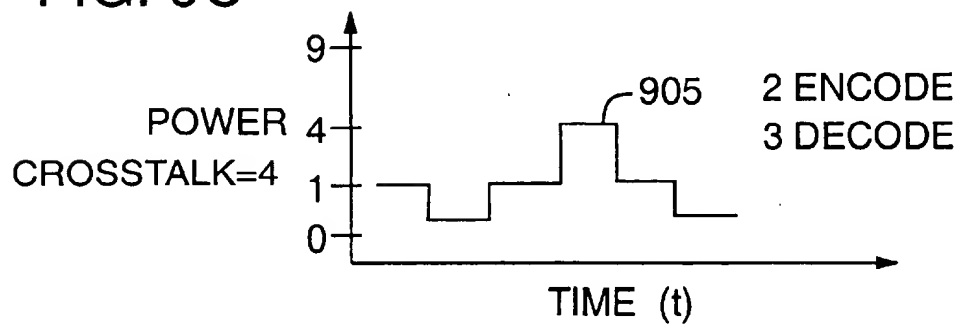 9
905
2 ENCODE
POWER 4
3 DECODE
CROSSTALK=4
1
0
TIME (t)